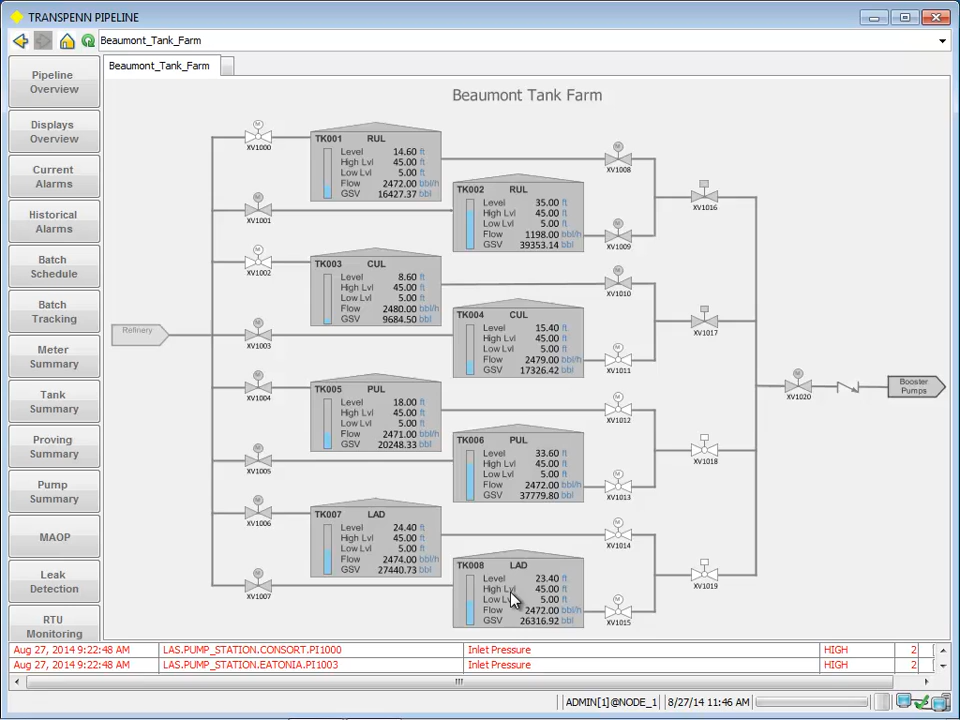 TRANSPENN PIPELINE
Beaumont_Tank_Farm
Beaumont_Tank_Farm
Pipeline
Overview
Displays
Overview
Current
Alarms
Historical
Alarms
Batch
Schedule
Batch
Tracking
Meter
Summary
Tank
Summary
Proving
Summary
Pump
Summary
MAOP
Leak
Detection
RTU
Monitoring
Beaumont Tank Farm
Refinery
M
XV1000
M
XV1001
M
XV1002
M
XV1003
M
XV1004
M
XV1005
M
XV1006
M
XV1007
TK001 RUL
Level 14.60 ft
High Lvl 45.00 ft
Low Lvl 5.00 ft
Flow 2472.00 bbl/h
GSV 16427.37 bbl
TK002 RUL
Level 35.00 ft
High Lvl 45.00 ft
Low Lvl 5.00 ft
Flow 1198.00 bbl/h
GSV 39353.14 bbl
TK003 CUL
Level 8.60 ft
High Lvl 45.00 ft
Low Lvl 5.00 ft
Flow 2480.00 bbl/h
GSV 9684.50 bbl
TK004 CUL
Level 15.40 ft
High Lvl 45.00 ft
Low Lvl 5.00 ft
Flow 2479.00 bbl/h
GSV 17326.42 bbl
TK005 PUL
Level 18.00 ft
High Lvl 45.00 ft
Low Lvl 5.00 ft
Flow 2471.00 bbl/h
GSV 20248.33 bbl
TK006 PUL
Level 33.60 ft
High Lvl 45.00 ft
Low Lvl 5.00 ft
Flow 2472.00 bbl/h
GSV 37779.80 bbl
TK007 LAD
Level 24.40 ft
High Lvl 45.00 ft
Low Lvl 5.00 ft
Flow 2474.00 bbl/h
GSV 27440.73 bbl
TK008 LAD
Level 23.40 ft
High Lvl 45.00 ft
Low Lvl 5.00 ft
Flow 2472.00 bbl/h
GSV 26316.92 bbl
M
XV1008
M
XV1009
M
XV1010
M
XV1011
M
XV1012
M
XV1013
M
XV1014
M
XV1015
XV1016
XV1017
XV1018
XV1019
M
XV1020
Booster
Pumps
Aug 27, 2014 9:22:48 AM LAS.PUMP_STATION.CONSORT.PI1000 Inlet Pressure HIGH 2
Aug 27, 2014 9:22:48 AM LAS.PUMP_STATION.EATONIA.PI1003 Inlet Pressure HIGH 2
ADMIN[1]@NODE_1 8/27/14 11:46 AM